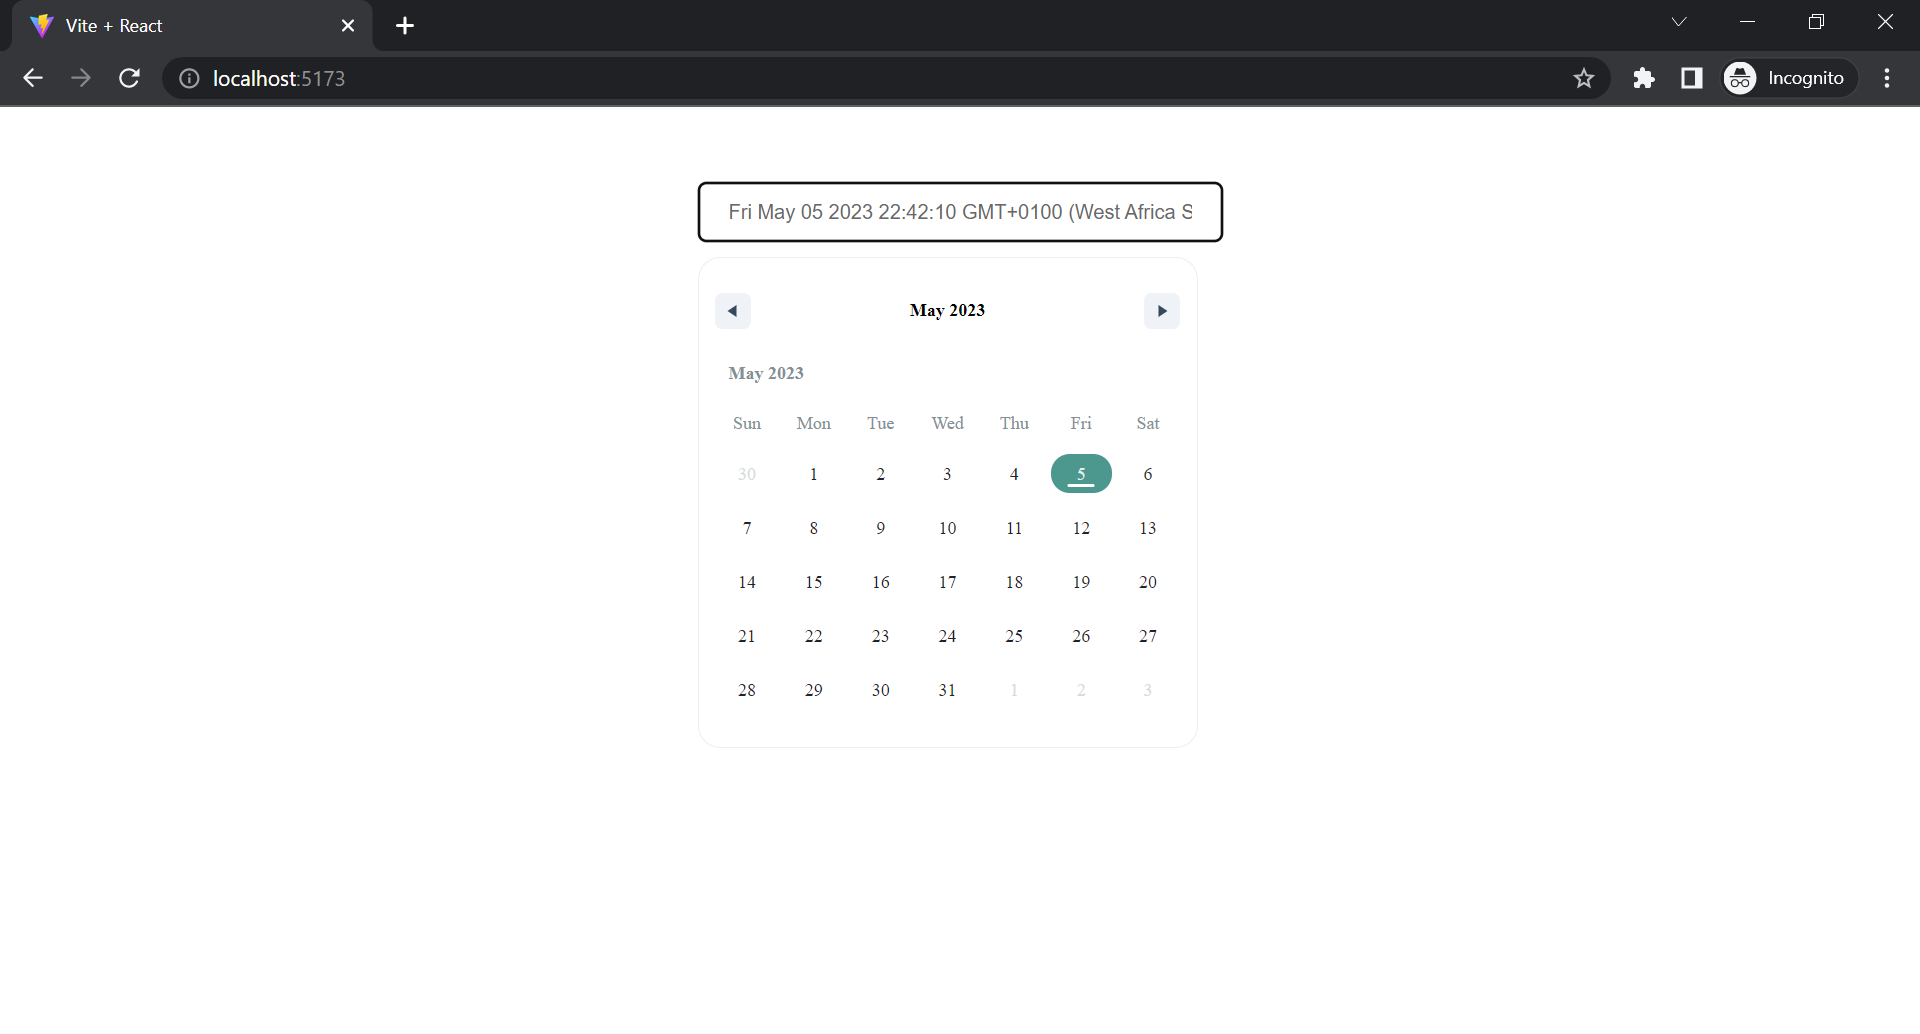 Vite + React
localhost:5173
Incognito
Fri May 05 2023 22:42:10 GMT+0100 (West Africa S
May 2023
May 2023
Sun Mon Tue Wed Thu Fri Sat
30 1 2 3 4 5 6
7 8 9 10 11 12 13
14 15 16 17 18 19 20
21 22 23 24 25 26 27
28 29 30 31 1 2 3